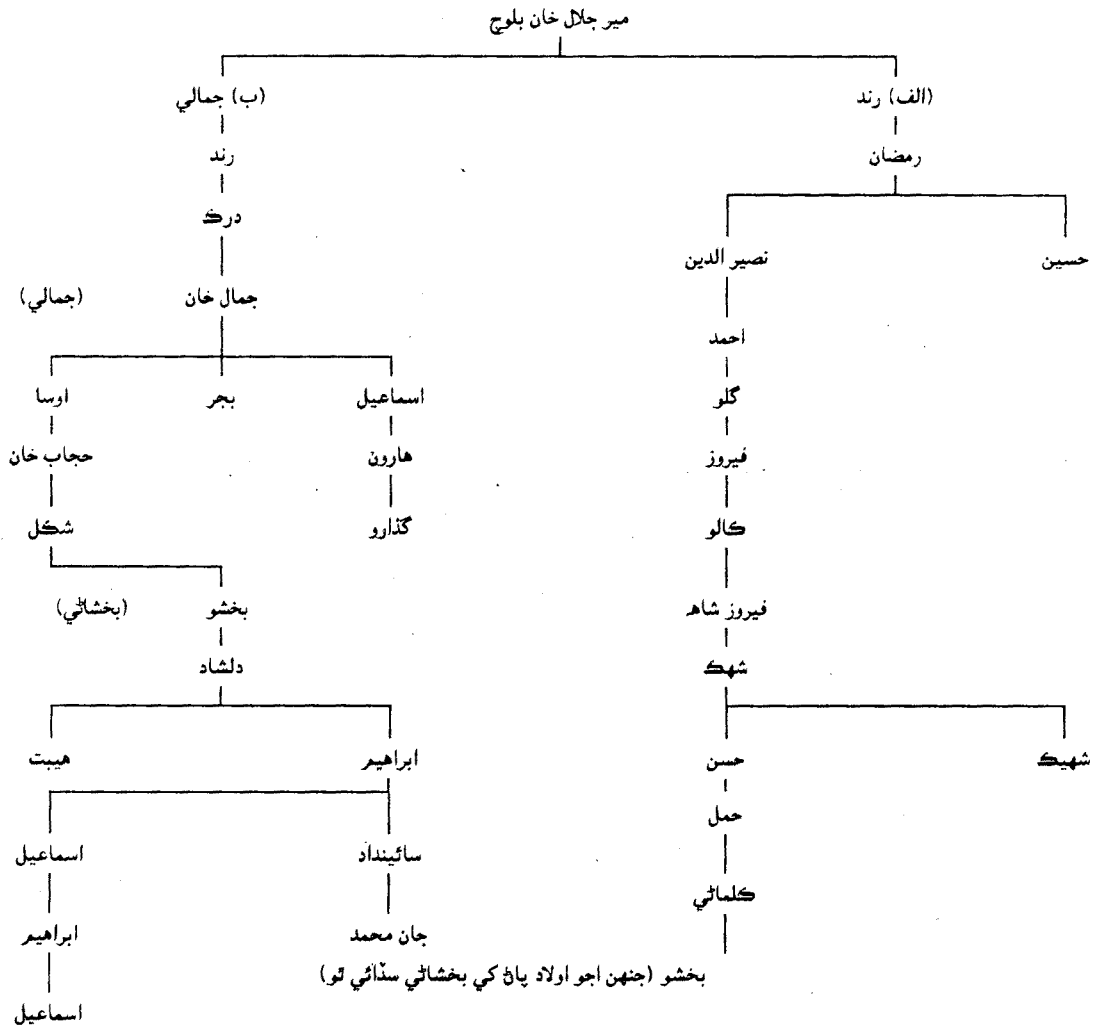 مير جلال خان بلوچ
(الف) رند
(ب) جمالي
رمضان
رند
درڪ
حسين
نصير الدين
جمال خان
(جمالي)
احمد
گلو
اسماعيل
بجر
اوسا
فيروز
هارون
حجاب خان
ڪالو
گذارو
شڪل
فيروز شاهہ
بخشو
(بخشاڻي)
شهڪ
دلشاد
شهيڪ
حسن
ابراهيم
هيبت
حمل
سائينداد
اسماعيل
ڪلماڻي
جان محمد
ابراهيم
بخشو (جنهن اجو اولاد پاڻ کي بخشاڻي سڏائي ٿو)
اسماعيل